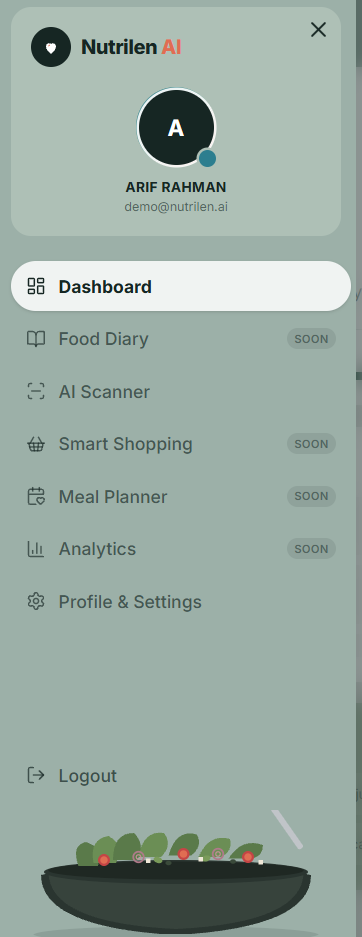 Nutrilen AI
A
ARIF RAHMAN
demo@nutrilen.ai
Dashboard
Food Diary SOON
AI Scanner
Smart Shopping SOON
Meal Planner SOON
Analytics SOON
Profile & Settings
Logout